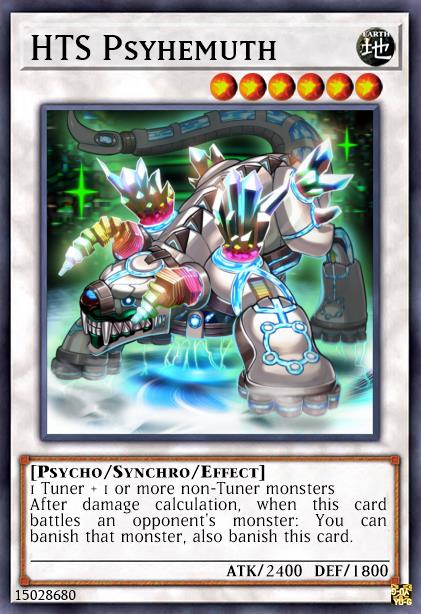 HTS Psyhemuth
EARTH
地
[Psycho/Synchro/Effect]
1 Tuner + 1 or more non-Tuner monsters
After damage calculation, when this card
battles an opponent's monster: You can
banish that monster, also banish this card.
ATK/2400 DEF/1800
15028680